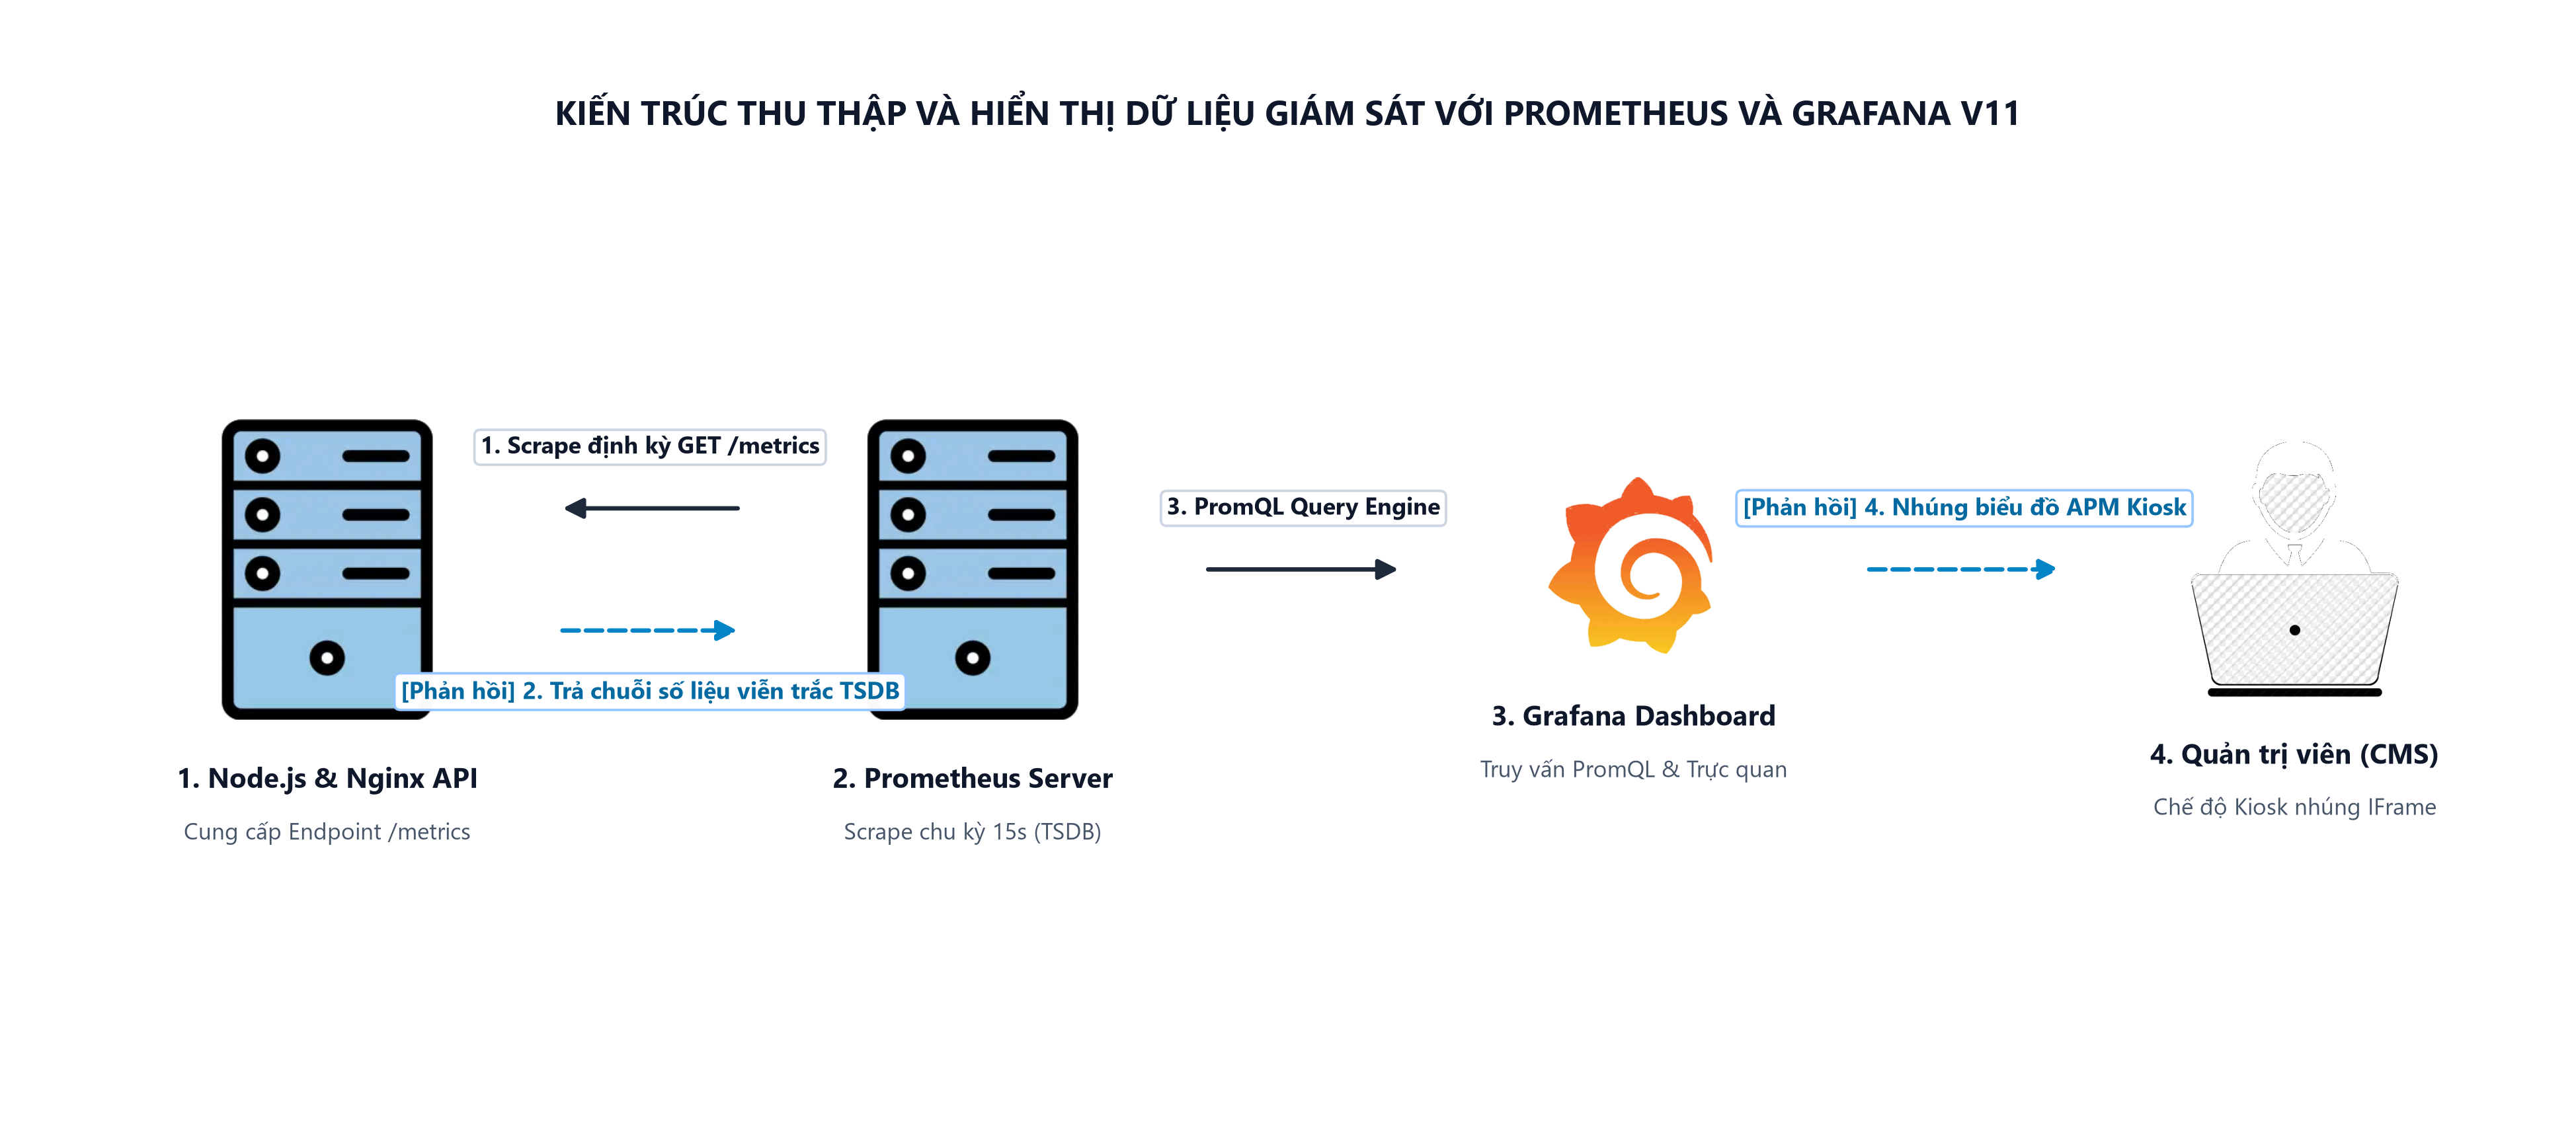 KIẾN TRÚC THU THẬP VÀ HIỂN THỊ DỮ LIỆU GIÁM SÁT VỚI PROMETHEUS VÀ GRAFANA V11
1. Scrape định kỳ GET /metrics
3. PromQL Query Engine
[Phản hồi] 4. Nhúng biểu đồ APM Kiosk
[Phản hồi] 2. Trả chuỗi số liệu viễn trắc TSDB
1. Node.js & Nginx API
Cung cấp Endpoint /metrics
2. Prometheus Server
Scrape chu kỳ 15s (TSDB)
3. Grafana Dashboard
Truy vấn PromQL & Trực quan
4. Quản trị viên (CMS)
Chế độ Kiosk nhúng IFrame